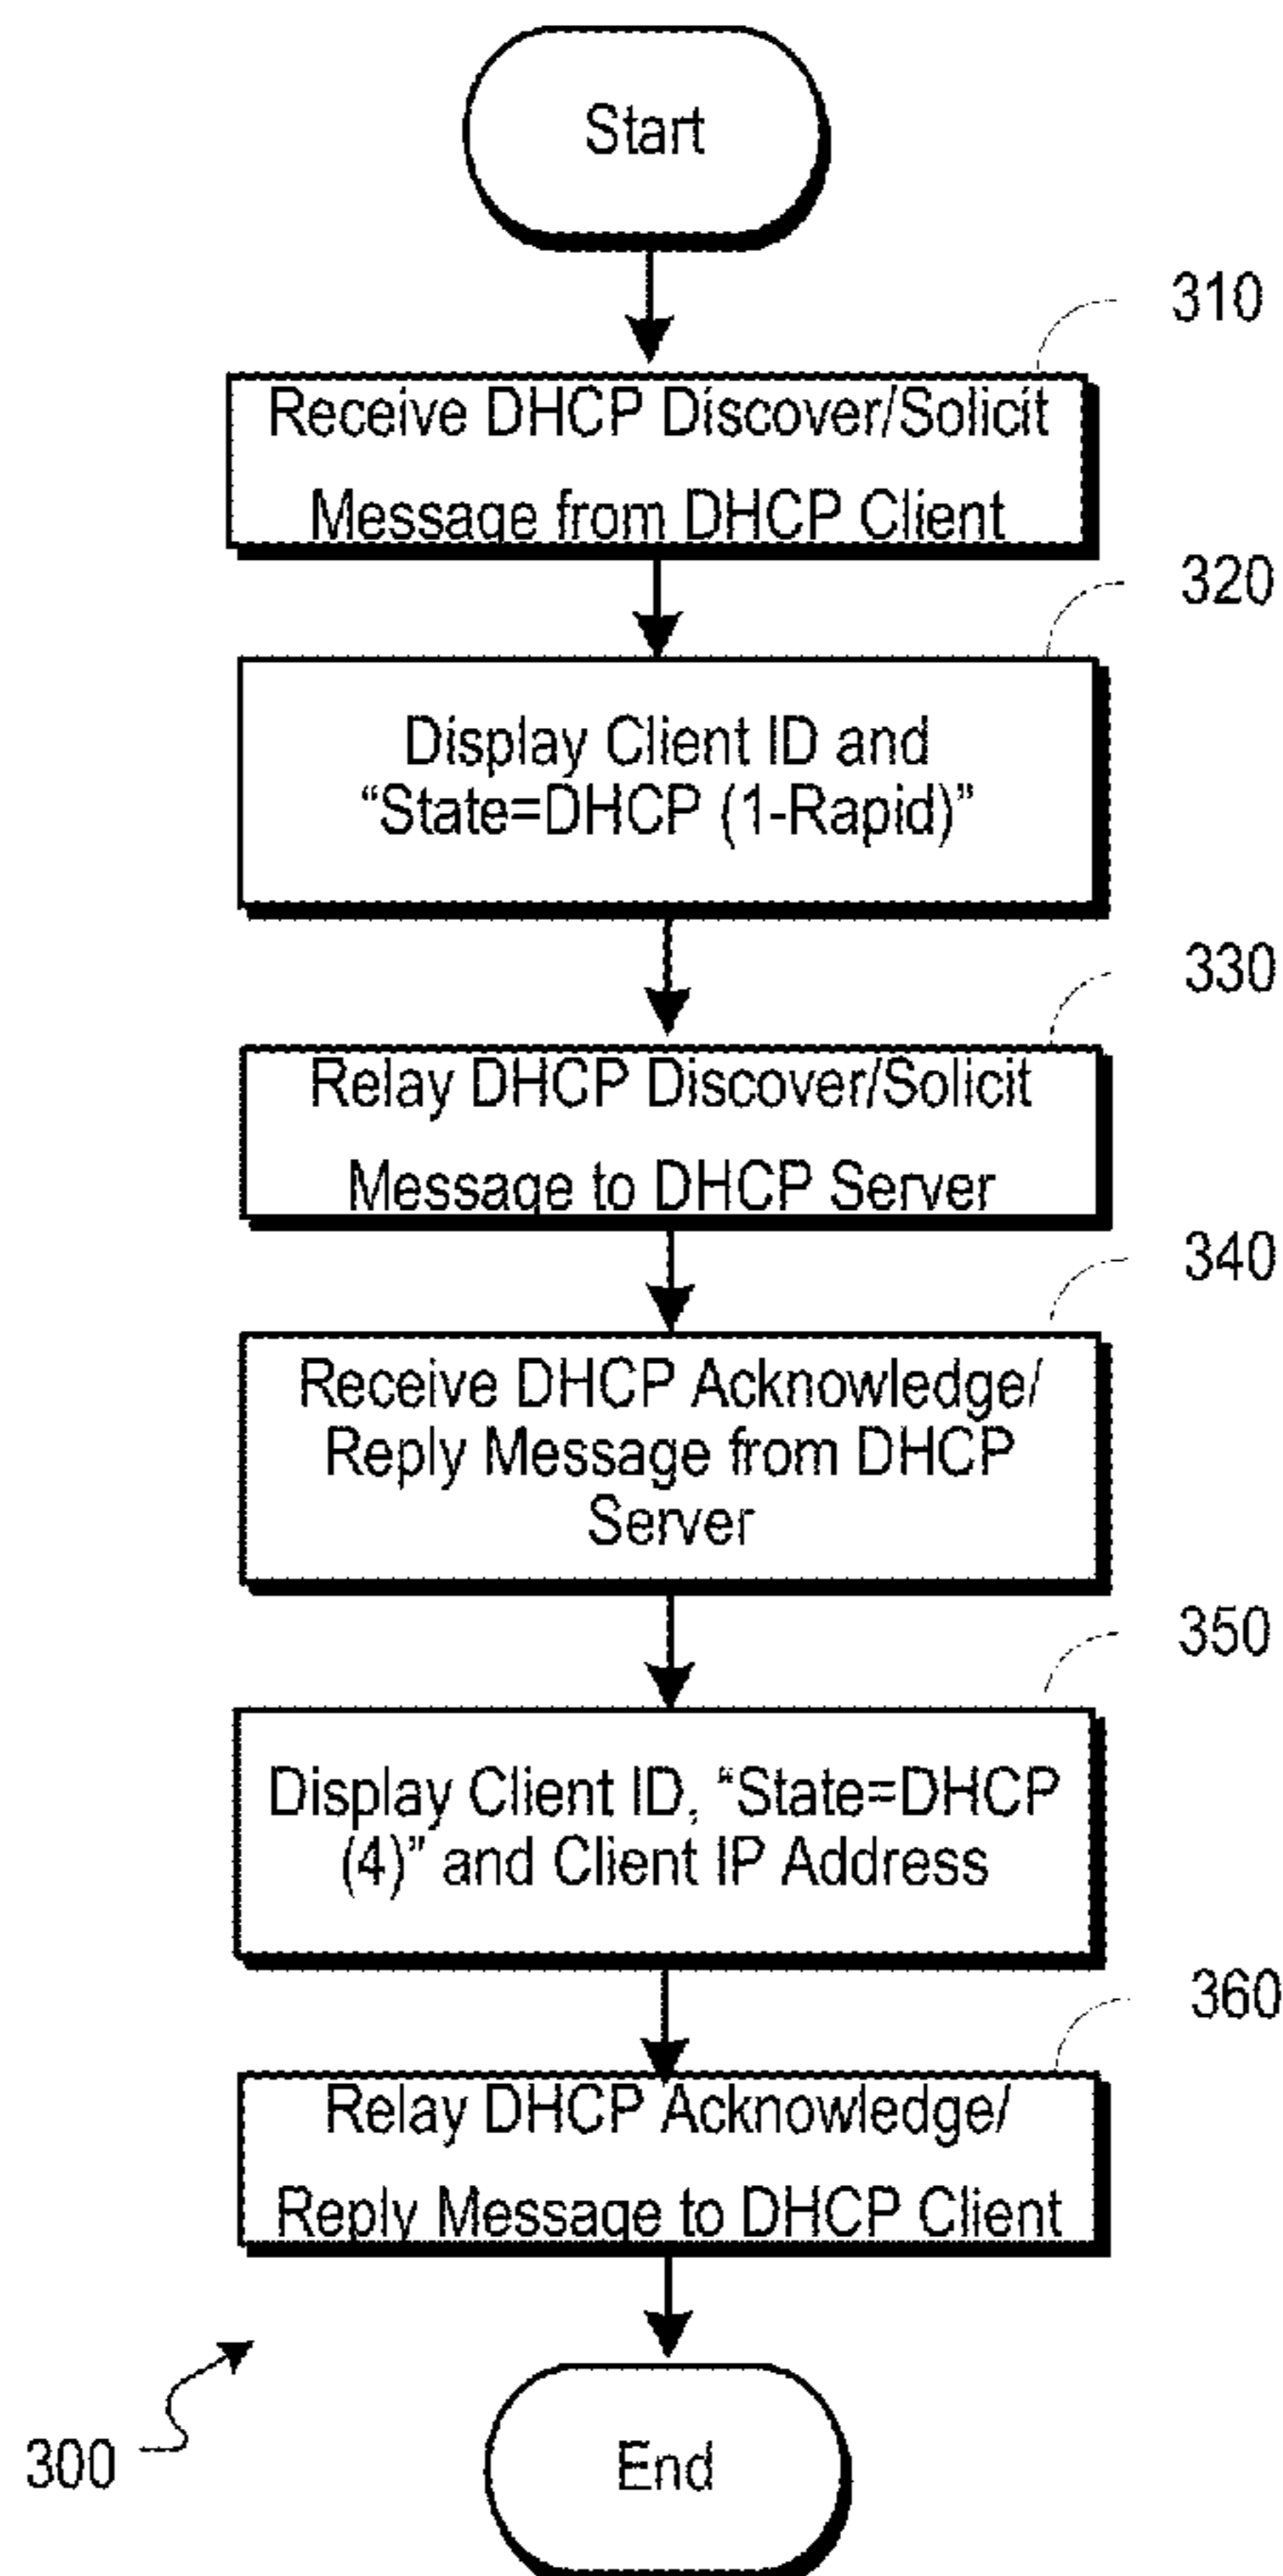 Start
310
Receive DHCP Discover/Solicit
Message from DHCP Client
320
Display Client ID and
“State=DHCP (1-Rapid)”
330
Relay DHCP Discover/Solicit
Message to DHCP Server
340
Receive DHCP Acknowledge/
Reply Message from DHCP
Server
350
Display Client ID, “State=DHCP
(4)” and Client IP Address
360
Relay DHCP Acknowledge/
Reply Message to DHCP Client
300
End